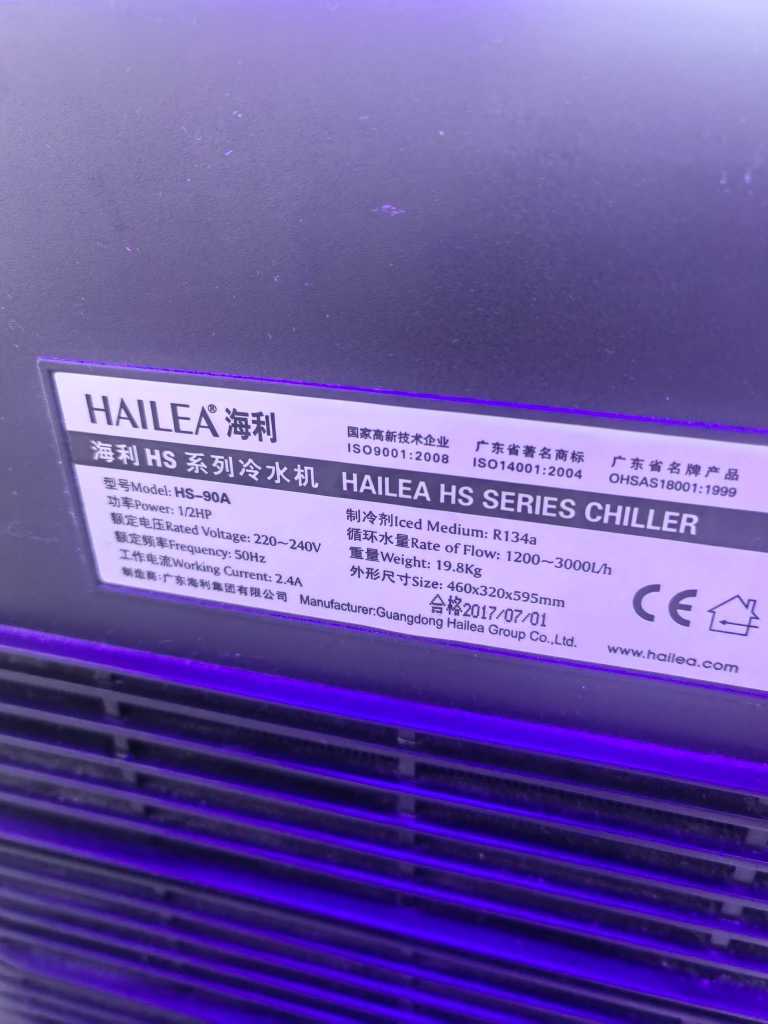 HAILEA® 海利
国家高新技术企业
ISO9001:2008
广东省著名商标
ISO14001:2004
广东省名牌产品
OHSAS18001:1999
海利 HS 系列冷水机 HAILEA HS SERIES CHILLER
型号Model: HS-90A
功率Power: 1/2HP
额定电压Rated Voltage: 220~240V
额定频率Frequency: 50Hz
工作电流Working Current: 2.4A
制冷剂Iced Medium: R134a
循环水量Rate of Flow: 1200~3000L/h
重量Weight: 19.8Kg
外形尺寸Size: 460x320x595mm
合格2017/07/01
制造商:广东海利集团有限公司 Manufacturer:Guangdong Hailea Group Co.,Ltd.
CE
www.hailea.com